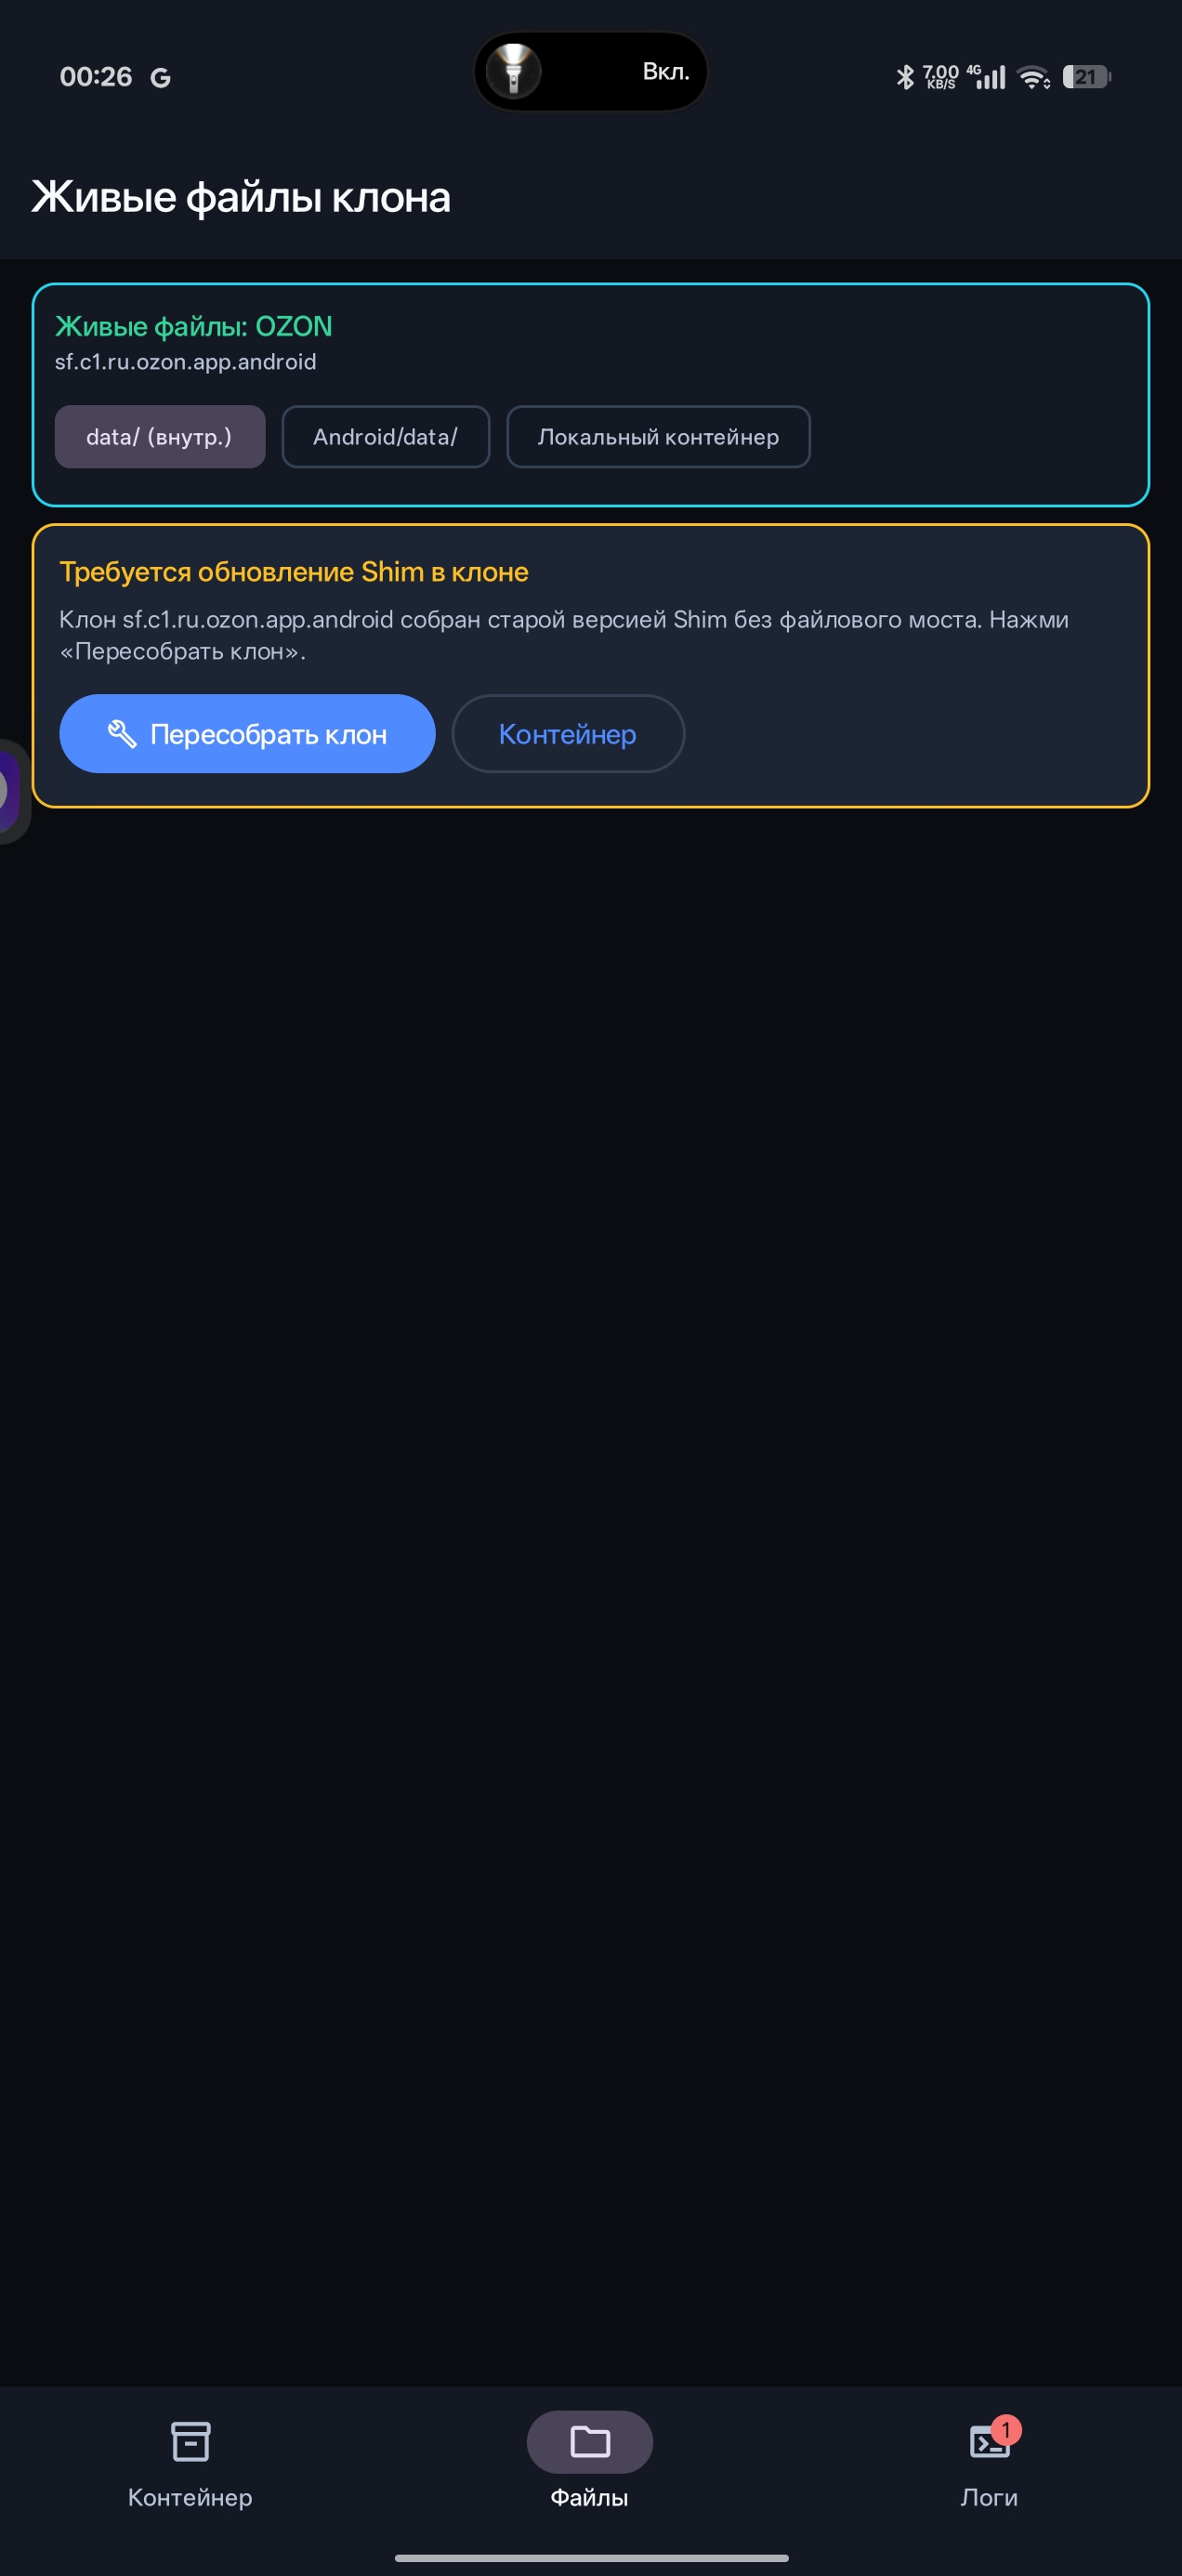 00:26 G
Вкл.
7.00
KB/S
4G
21
Живые файлы клона
Живые файлы: OZON
sf.c1.ru.ozon.app.android
data/ (внутр.)
Android/data/
Локальный контейнер
Требуется обновление Shim в клоне
Клон sf.c1.ru.ozon.app.android собран старой версией Shim без файлового моста. Нажми
«Пересобрать клон».
Пересобрать клон
Контейнер
1
Контейнер
Файлы
Логи